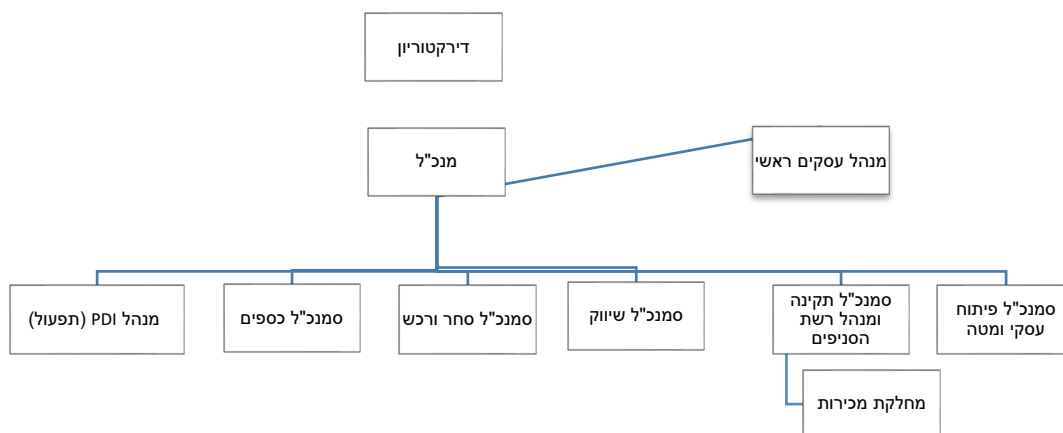 דירקטוריון
מנכ"ל
מנהל עסקים ראשי
סמנכ"ל פיתוח
עסקי ומטה
סמנכ"ל תקינה
ומנהל רשת
הסניפים
סמנכ"ל שיווק
סמנכ"ל סחר ורכש
סמנכ"ל כספים
מנהל PDI (תפעול)
מחלקת מכירות